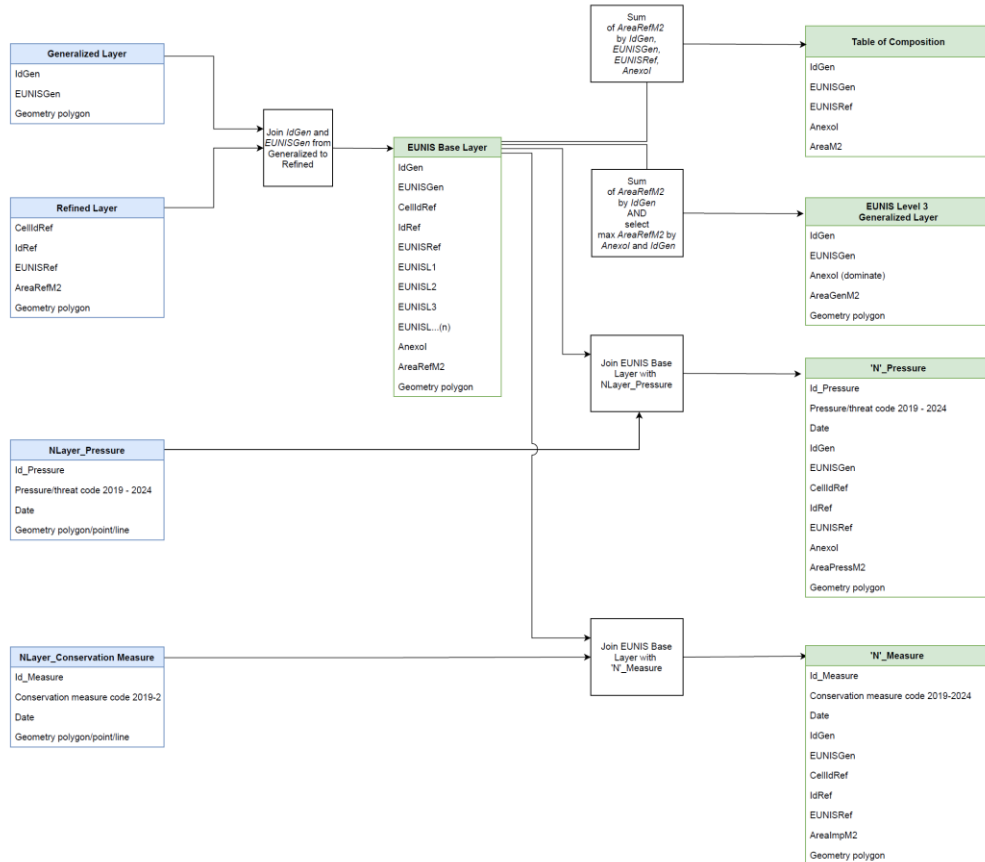 Generalized Layer
IdGen
EUNISGen
Geometry polygon
Refined Layer
CellIdRef
IdRef
EUNISRef
AreaRefM2
Geometry polygon
Join IdGen and
EUNISGen from
Generalized to
Refined
EUNIS Base Layer
IdGen
EUNISGen
CellIdRef
IdRef
EUNISRef
EUNISL1
EUNISL2
EUNISL3
EUNISL...(n)
AnexoI
AreaRefM2
Geometry polygon
Sum
of AreaRefM2
by IdGen,
EUNISGen,
EUNISRef,
AnexoI
Table of Composition
IdGen
EUNISGen
EUNISRef
AnexoI
AreaM2
Sum
of AreaRefM2
by IdGen
AND
select
max AreaRefM2 by
AnexoI and IdGen
EUNIS Level 3
Generalized Layer
IdGen
EUNISGen
AnexoI (dominate)
AreaGenM2
Geometry polygon
NLayer_Pressure
Id_Pressure
Pressure/threat code 2019 - 2024
Date
Geometry polygon/point/line
Join EUNIS Base
Layer with
NLayer_Pressure
'N'_Pressure
Id_Pressure
Pressure/threat code 2019 - 2024
Date
IdGen
EUNISGen
CellIdRef
IdRef
EUNISRef
AnexoI
AreaPressM2
Geometry polygon
NLayer_Conservation Measure
Id_Measure
Conservation measure code 2019-2
Date
Geometry polygon/point/line
Join EUNIS Base
Layer with
'N'_Measure
'N'_Measure
Id_Measure
Conservation measure code 2019-2024
Date
IdGen
EUNISGen
CellIdRef
IdRef
EUNISRef
AreaImpM2
Geometry polygon